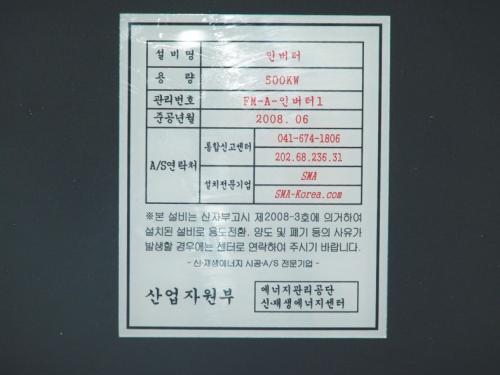 설비명 인버터
용 량 500KW
관리번호 FM-A-인버터1
준공년월 2008. 06
A/S연락처 통합신고센터 041-674-1806
202.68.236.31
설치전문기업 SMA
SMA-Korea.com
※본 설비는 산자부고시 제2008-3호에 의거하여
설치된 설비로 용도전환, 양도 및 폐기 등의 사유가
발생할 경우에는 센터로 연락하여 주시기 바랍니다.
- 신·재생에너지 시공·A/S 전문기업 -
산업자원부 에너지관리공단
신·재생에너지센터